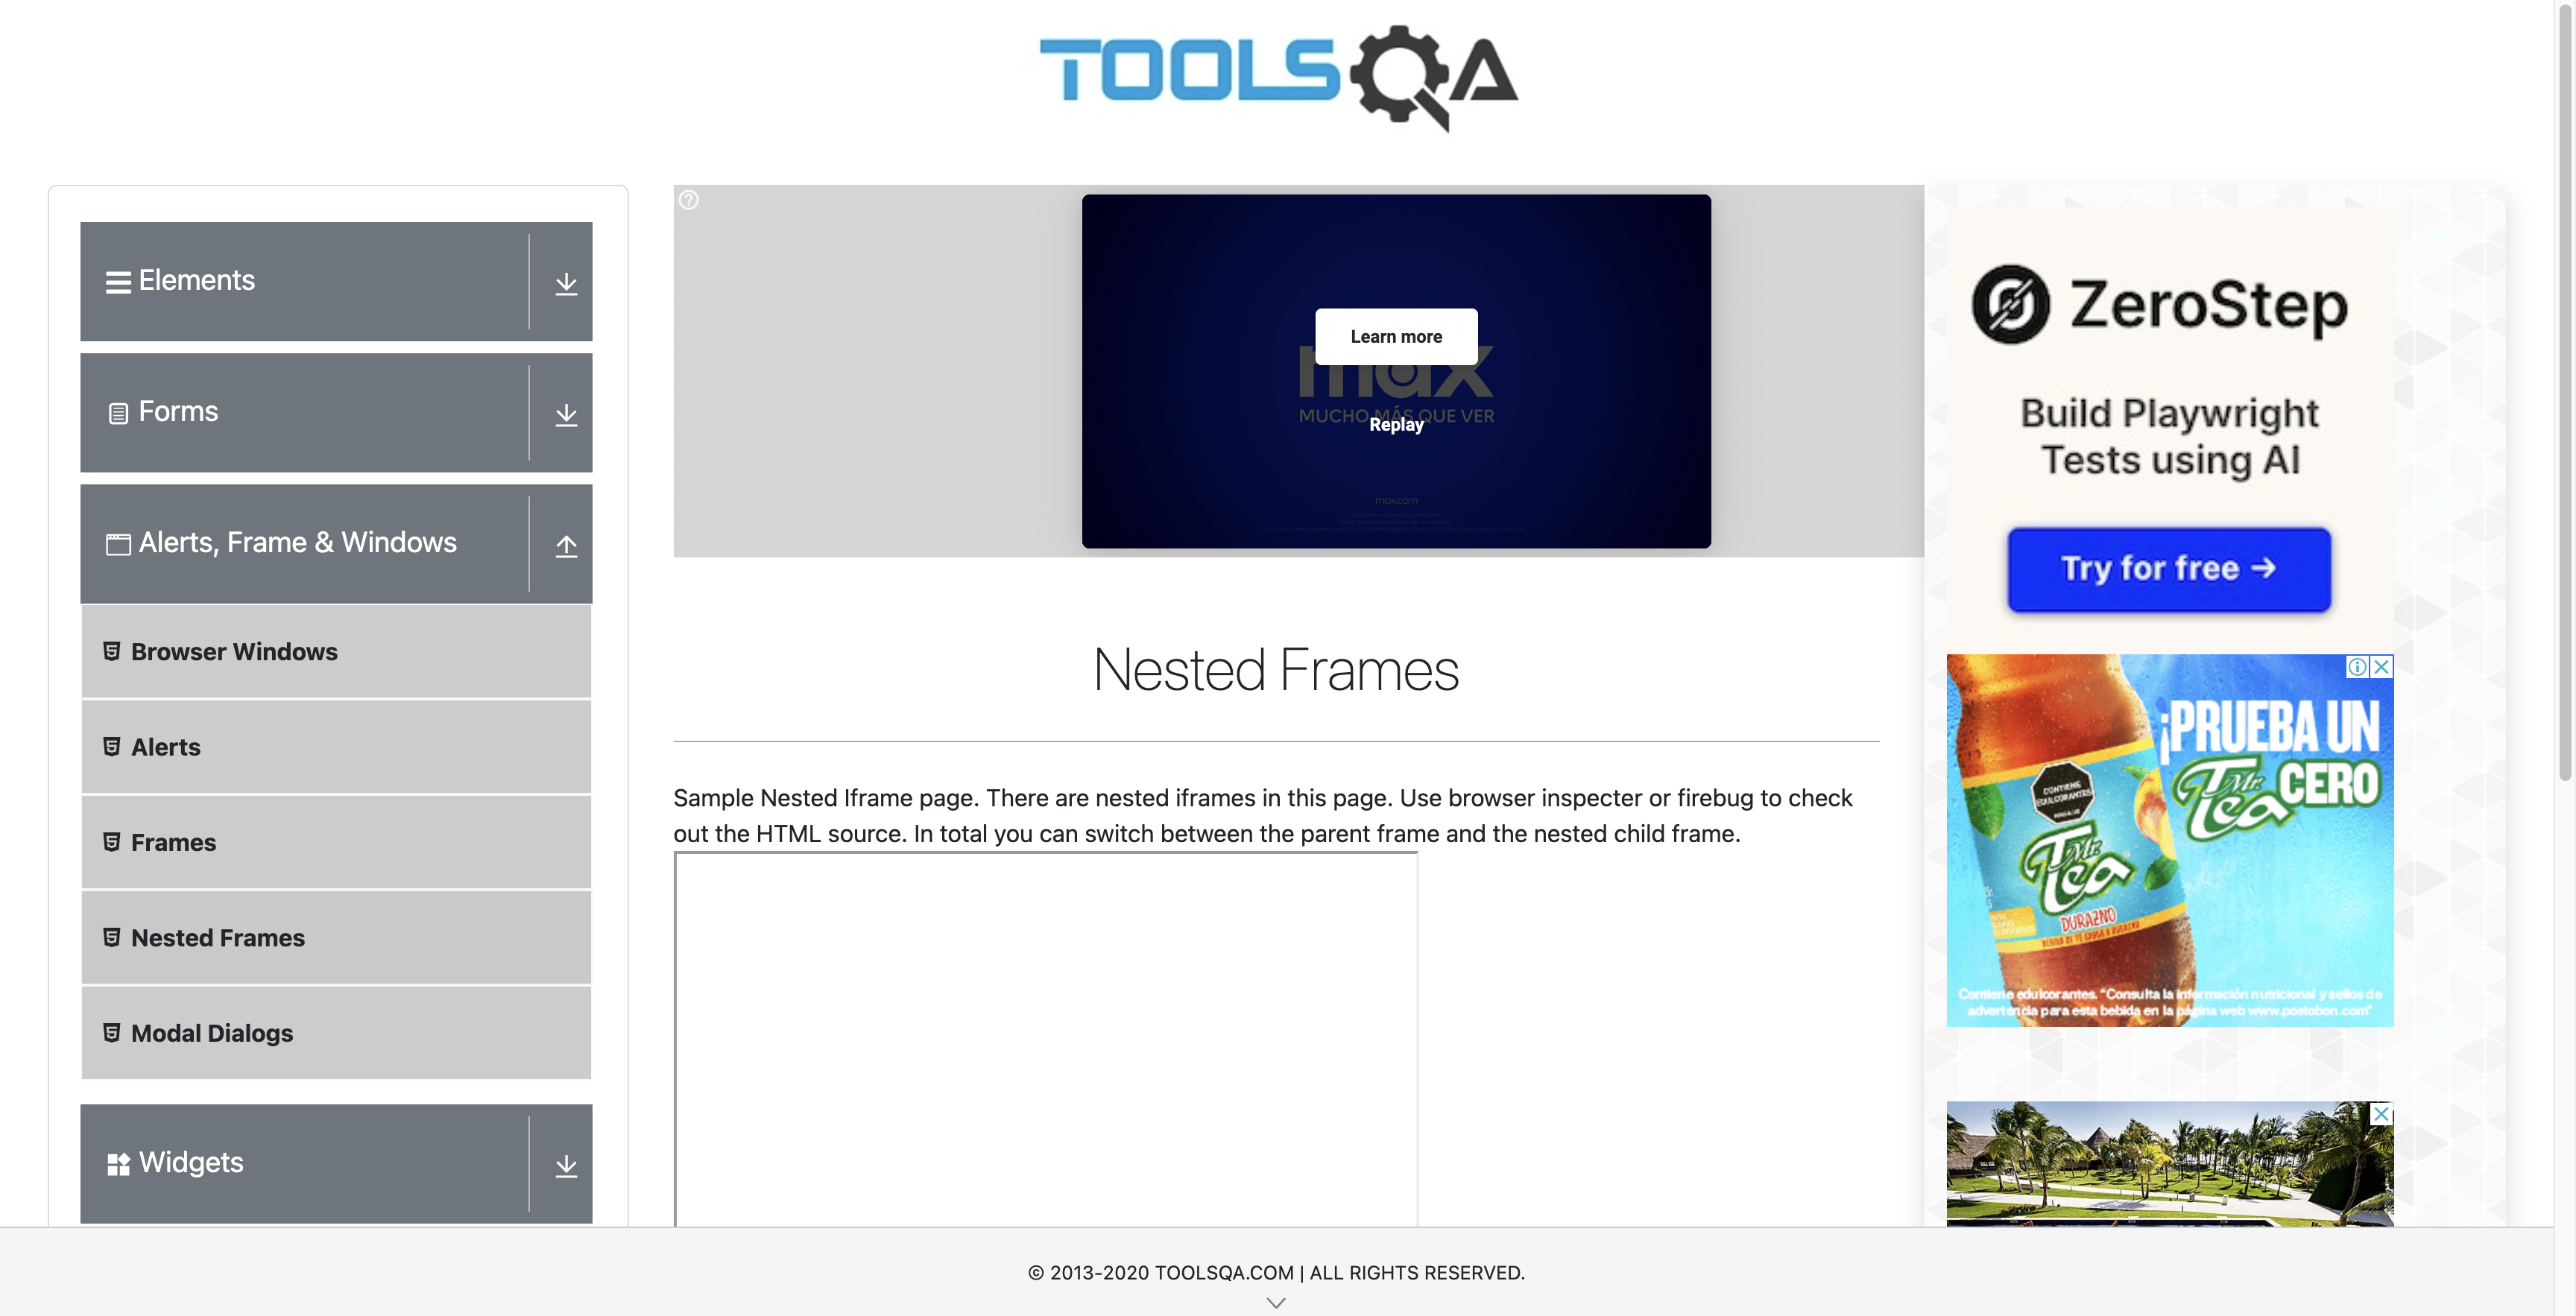 TOOLSQA
Elements
Forms
Alerts, Frame & Windows
Browser Windows
Alerts
Frames
Nested Frames
Modal Dialogs
Widgets
Learn more
max
MUCHO MÁS QUE VER
Replay
max.com
Nested Frames
Sample Nested Iframe page. There are nested iframes in this page. Use browser inspecter or firebug to check
out the HTML source. In total you can switch between the parent frame and the nested child frame.
ZeroStep
Build Playwright
Tests using AI
Try for free →
¡PRUEBA UN
Mr. Tea CERO
CONTIENE
EDULCORANTES
Mr. Tea
DURAZNO
Contiene edulcorantes. "Consulta la información nutricional y sellos de
advertencia para esta bebida en la página web www.postobon.com"
© 2013-2020 TOOLSQA.COM | ALL RIGHTS RESERVED.